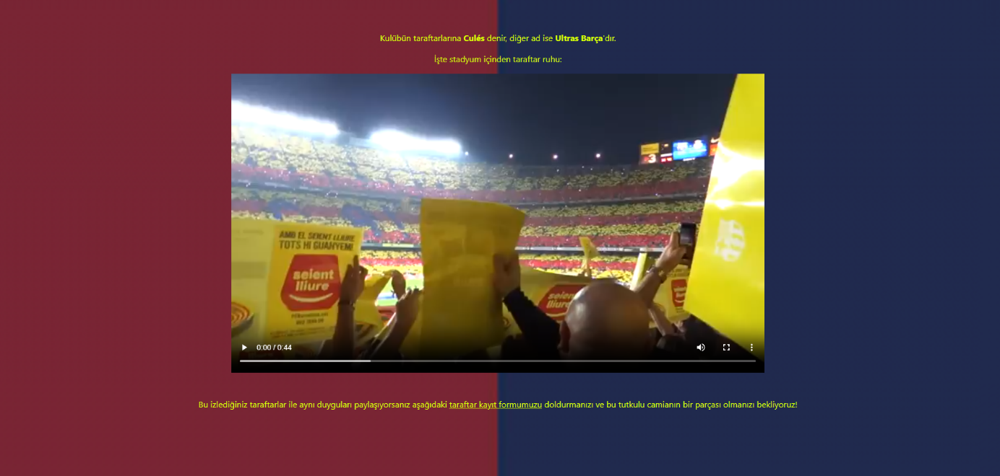 Kulübün taraftarlarına Culés denir, diğer ad ise Ultras Barça'dır.
İşte stadyum içinden taraftar ruhu:
AMB EL SEIENT LLIURE
TOTS HI GUANYEM!
seient
lliure
seient
lliure
3
0:00 / 0:44
Bu izlediğiniz taraftarlar ile aynı duyguları paylaşıyorsanız aşağıdaki taraftar kayıt formumuzu doldurmanızı ve bu tutkulu camianın bir parçası olmanızı bekliyoruz!